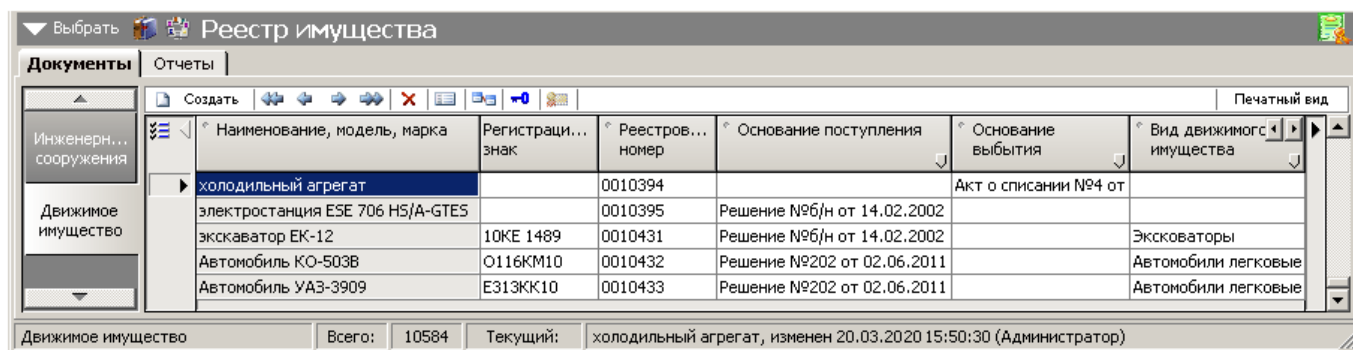 Выбрать Реестр имущества
Документы Отчеты
Создать Печатный вид
Инженерн... сооружения
Движимое имущество
Наименование, модель, марка Регистраци... знак Реестров... номер Основание поступления Основание выбытия Вид движимого имущества
холодильный агрегат 0010394 Акт о списании №4 от
электростанция ESE 706 HS/A-GTES 0010395 Решение №б/н от 14.02.2002
экскаватор ЕК-12 10КЕ 1489 0010431 Решение №б/н от 14.02.2002 Эксковаторы
Автомобиль КО-503В О116КМ10 0010432 Решение №202 от 02.06.2011 Автомобили легковые
Автомобиль УАЗ-3909 Е313КК10 0010433 Решение №202 от 02.06.2011 Автомобили легковые
Движимое имущество Всего: 10584 Текущий: холодильный агрегат, изменен 20.03.2020 15:50:30 (Администратор)